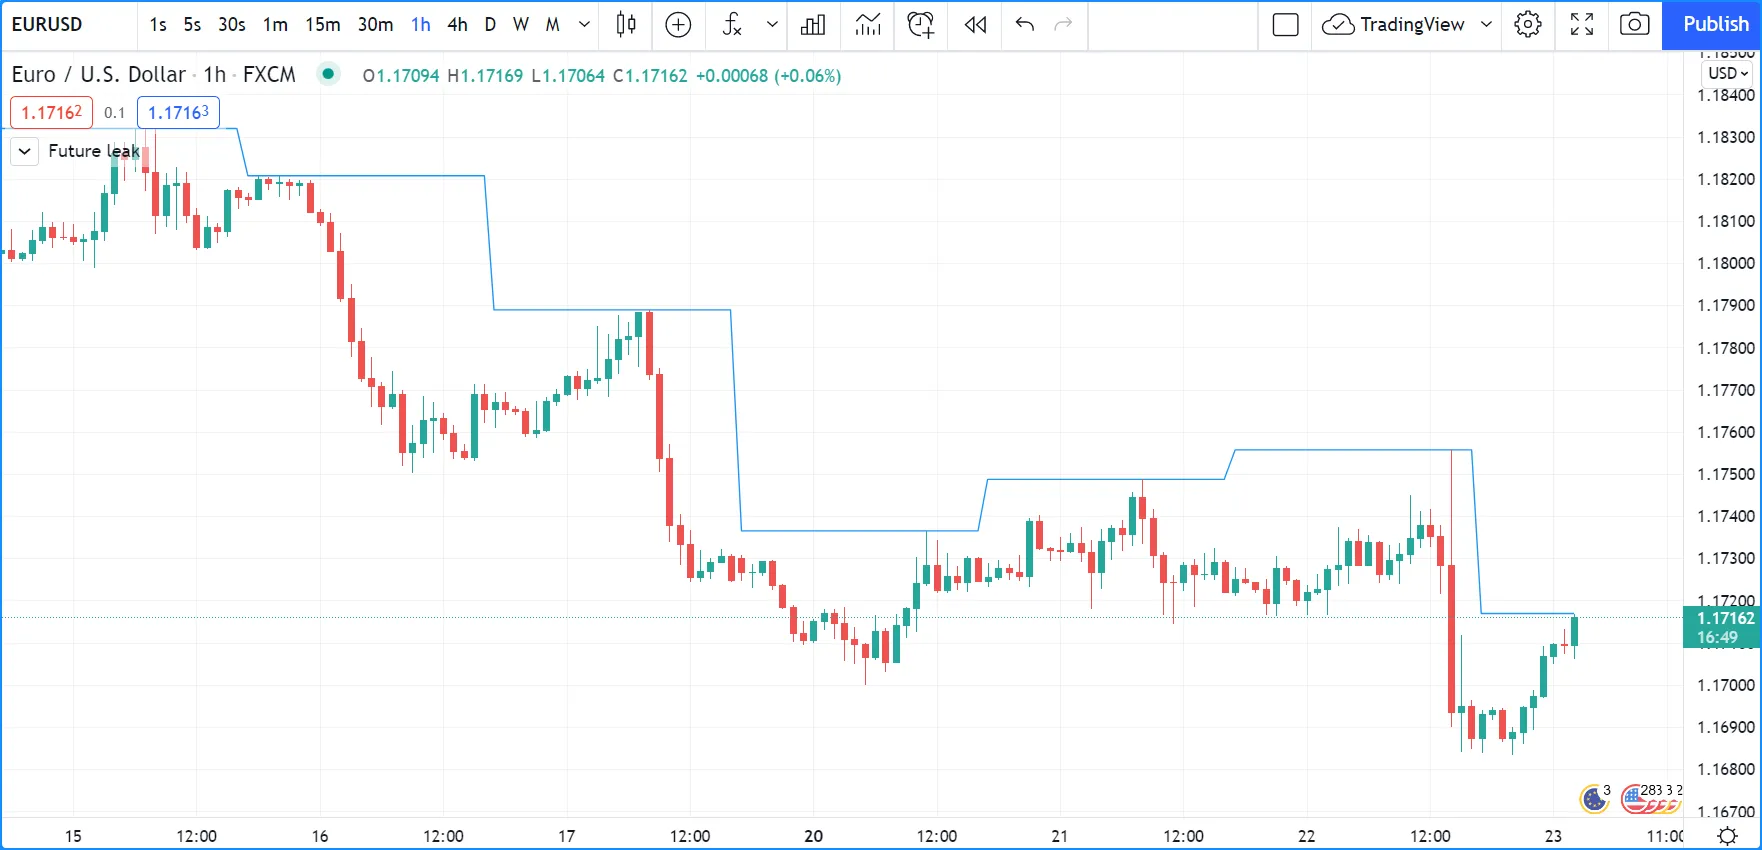 EURUSD 1s 5s 30s 1m 15m 30m 1h 4h D W M TradingView Publish
Euro / U.S. Dollar · 1h · FXCM O1.17094 H1.17169 L1.17064 C1.17162 +0.00068 (+0.06%)
1.17162 0.1 1.17163
Future leak
1.18500
USD
1.18400
1.18300
1.18200
1.18100
1.18000
1.17900
1.17800
1.17700
1.17600
1.17500
1.17400
1.17300
1.17200
1.17162
16:49
1.17000
1.16900
1.16800
1.16700
3 283 3 2
15 12:00 16 12:00 17 12:00 20 12:00 21 12:00 22 12:00 23 11:00